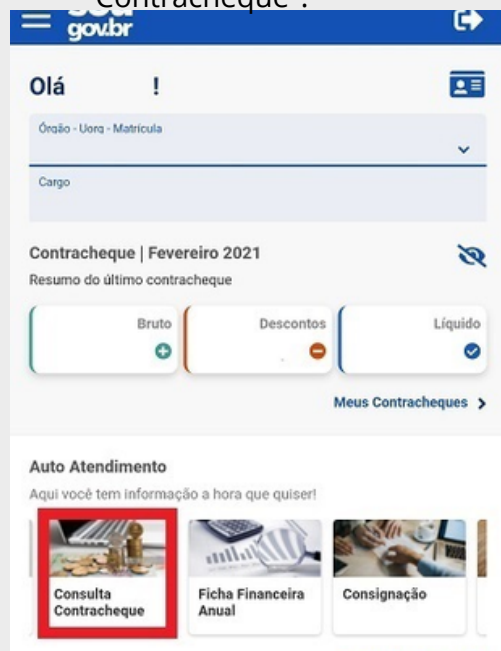 Contracheque".
gov.br
Olá !
Órgão - Uorg - Matrícula
Cargo
Contracheque | Fevereiro 2021
Resumo do último contracheque
Bruto
Descontos
Líquido
Meus Contracheques
Auto Atendimento
Aqui você tem informação a hora que quiser!
Consulta
Contracheque
Ficha Financeira
Anual
Consignação